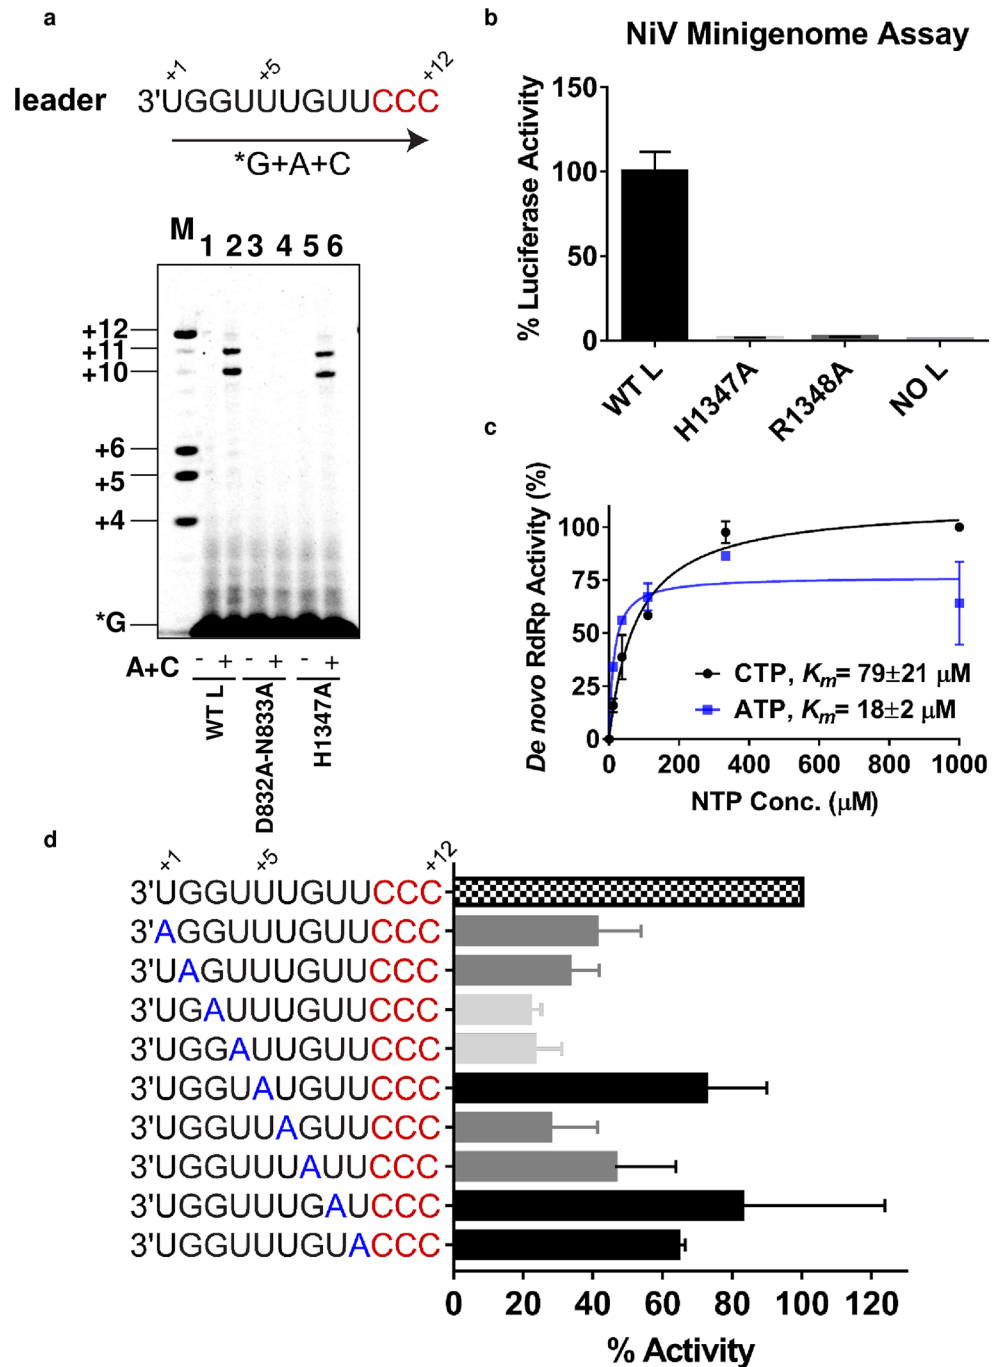 a
+1 +5 +12
leader 3'UGGUUUGUUCCC
*G+A+C
M 1 2 3 4 5 6
+12
+11
+10
+6
+5
+4
*G
A+C - + - + - +
WT L
D832A-N833A
H1347A
b
NiV Minigenome Assay
% Luciferase Activity
150
100
50
0
WT L
H1347A
R1348A
NO L
c
De novo RdRp Activity (%)
100
75
50
25
0
CTP, Km= 79±21 μM
ATP, Km= 18±2 μM
0 200 400 600 800 1000
NTP Conc. (μM)
d
+1 +5 +12
3'UGGUUUGUUCCC
3'AGGUUUGUUCCC
3'UAGUUUGUUCCC
3'UGAUUUGUUCCC
3'UGGAUUGUUCCC
3'UGGUAUGUUCCC
3'UGGUUAGUUCCC
3'UGGUUUAUUCCC
3'UGGUUUGAUCCC
3'UGGUUUGUACCC
0 20 40 60 80 100 120
% Activity